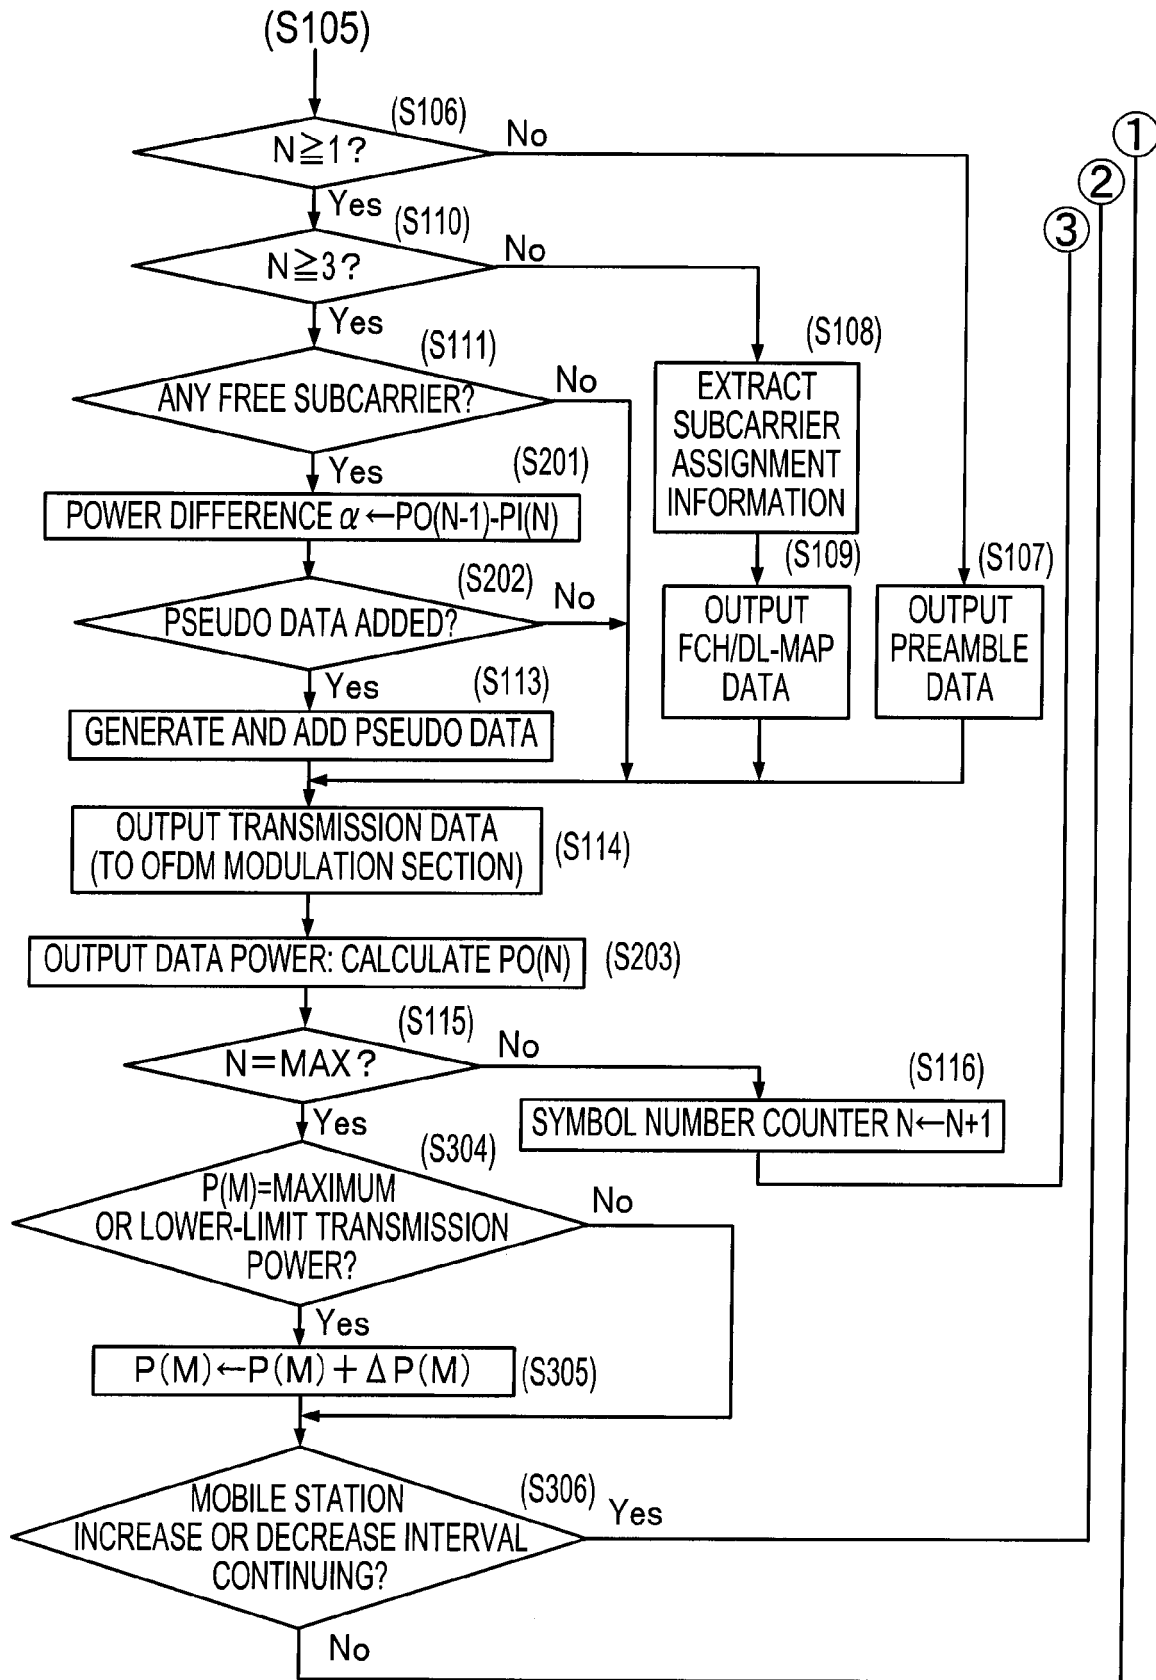 (S105)
(S106)
N≧1?
No
Yes
①
②
③
(S110)
N≧3?
No
Yes
(S111)
ANY FREE SUBCARRIER?
No
Yes
(S108)
EXTRACT
SUBCARRIER
ASSIGNMENT
INFORMATION
(S201)
POWER DIFFERENCE α←PO(N-1)-PI(N)
(S202)
PSEUDO DATA ADDED?
No
Yes
(S109)
OUTPUT
FCH/DL-MAP
DATA
(S107)
OUTPUT
PREAMBLE
DATA
(S113)
GENERATE AND ADD PSEUDO DATA
OUTPUT TRANSMISSION DATA
(TO OFDM MODULATION SECTION)
(S114)
OUTPUT DATA POWER: CALCULATE PO(N)
(S203)
(S115)
N=MAX?
No
Yes
(S116)
SYMBOL NUMBER COUNTER N←N+1
(S304)
P(M)=MAXIMUM
OR LOWER-LIMIT TRANSMISSION
POWER?
No
Yes
P(M)←P(M)+ΔP(M)
(S305)
MOBILE STATION
INCREASE OR DECREASE INTERVAL
CONTINUING?
(S306)
Yes
No